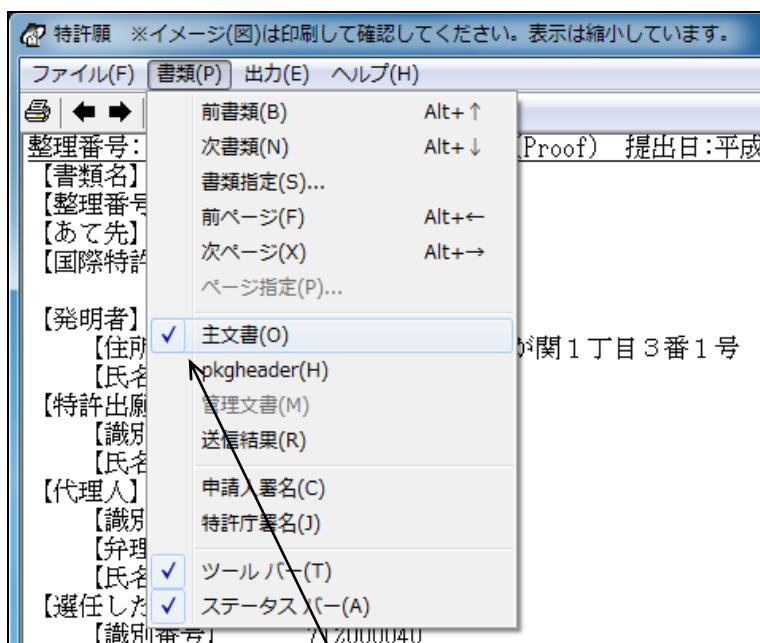 特許願 ※イメージ(図)は印刷して確認してください。表示は縮小しています。
ファイル(F) 書類(P) 出力(E) ヘルプ(H)
前書類(B) Alt+↑
整理番号: 次書類(N) Alt+↓ (Proof) 提出日:平成
【書類名】 書類指定(S)...
【整理番号
前ページ(F) Alt+←
【あて先】
次ページ(X) Alt+→
【国際特許
ページ指定(P)...
【発明者】
✓ 主文書(O)
【住所 が関1丁目3番1号
pkgheader(H)
【氏名
【特許出願 管理文書(M)
【識別 送信結果(R)
【氏名
【代理人】 申請人署名(C)
【識別 特許庁署名(J)
【弁理
【氏名 ✓ ツール バー(T)
【選任した ✓ ステータス バー(A)
【識別番号】 712000040